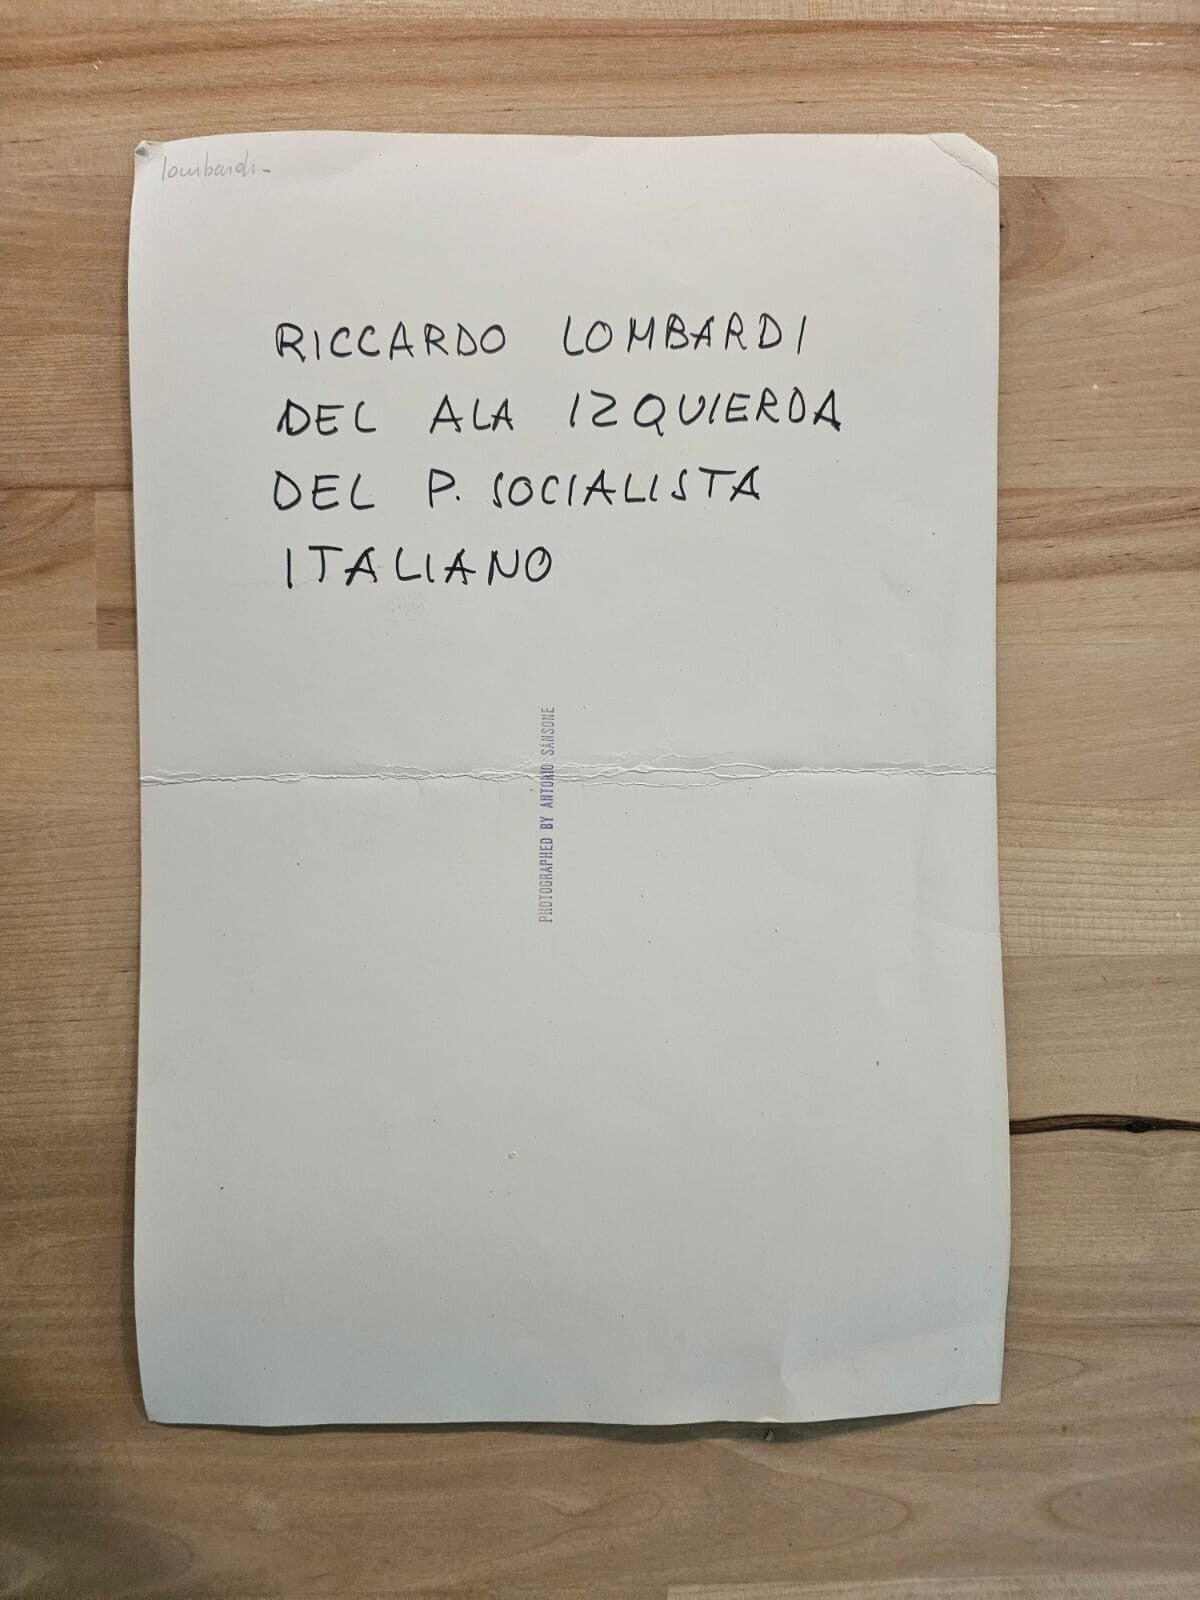 lombardi-
RICCARDO LOMBARDI
DEL ALA IZQUIERDA
DEL P. SOCIALISTA
ITALIANO
PHOTOGRAPHED BY ANTONIO SANSONE